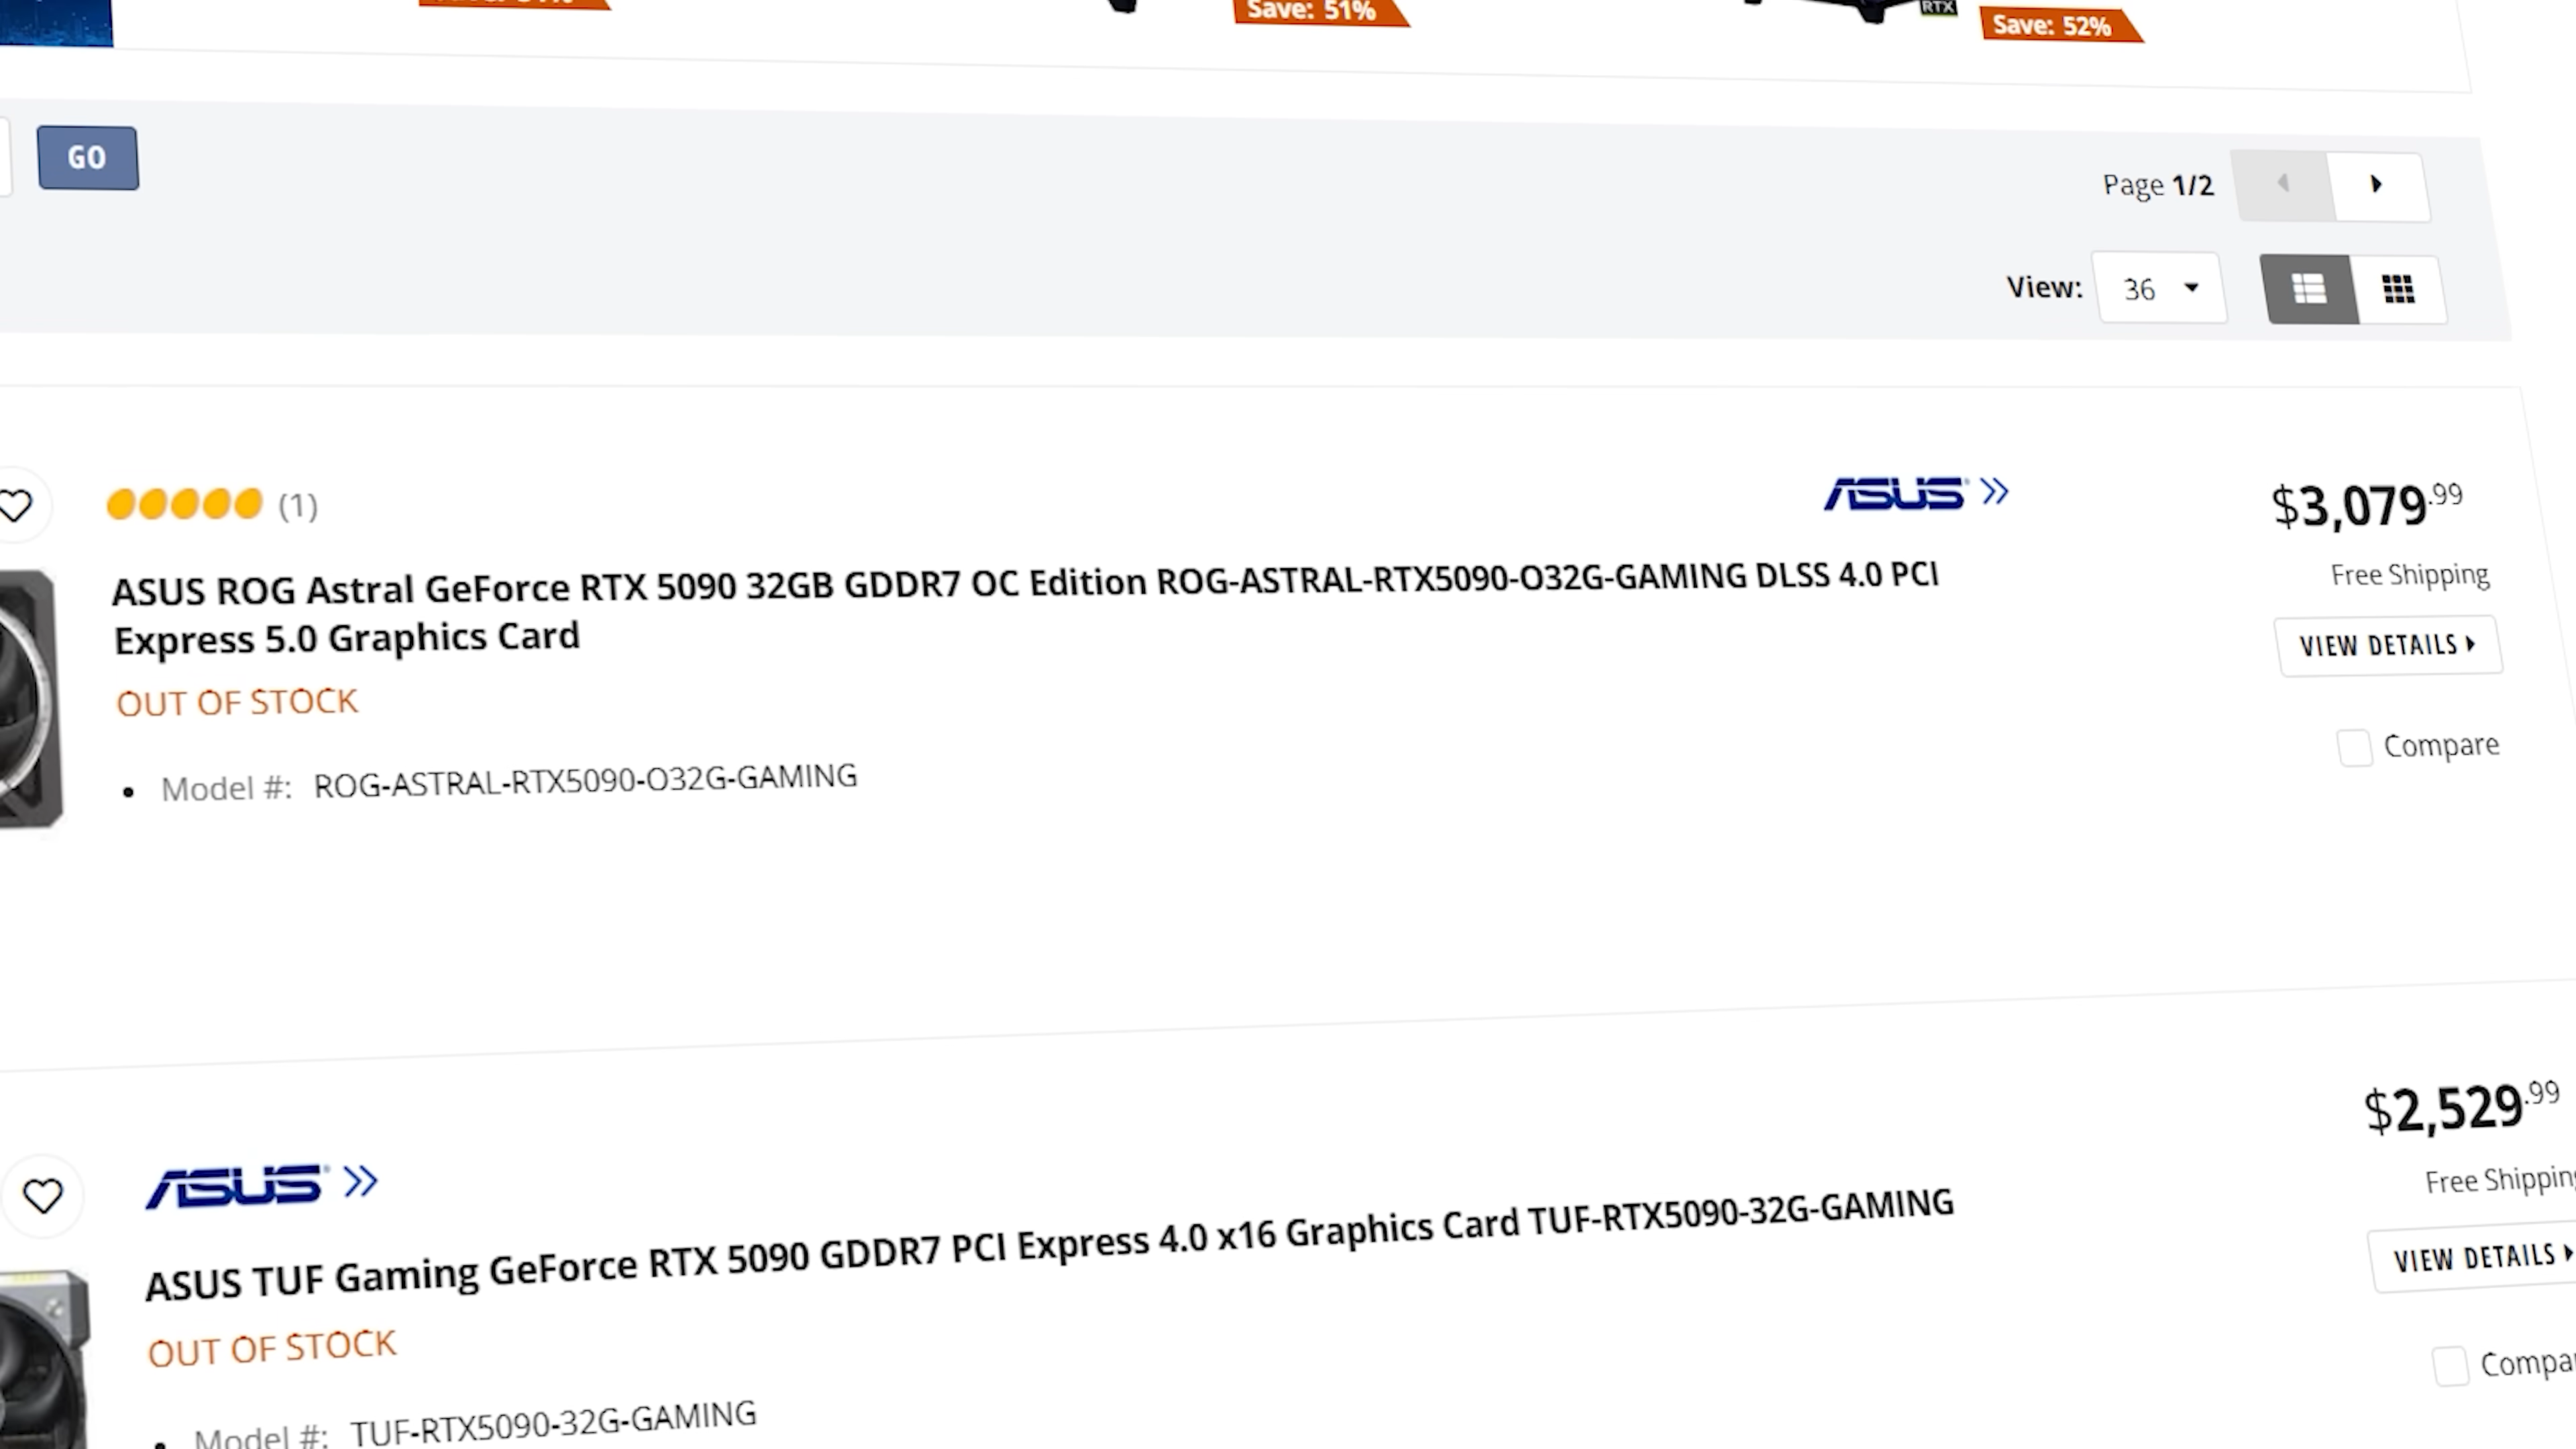 Save: 51%
RTX
Save: 52%
GO
Page 1/2
View: 36
(1)
ASUS
$3,079.99
ASUS ROG Astral GeForce RTX 5090 32GB GDDR7 OC Edition ROG-ASTRAL-RTX5090-O32G-GAMING DLSS 4.0 PCI
Express 5.0 Graphics Card
Free Shipping
VIEW DETAILS
OUT OF STOCK
Compare
• Model #: ROG-ASTRAL-RTX5090-O32G-GAMING
$2,529.99
ASUS
Free Shipping
ASUS TUF Gaming GeForce RTX 5090 GDDR7 PCI Express 4.0 x16 Graphics Card TUF-RTX5090-32G-GAMING
VIEW DETAILS
OUT OF STOCK
Compa
• Model #: TUF-RTX5090-32G-GAMING